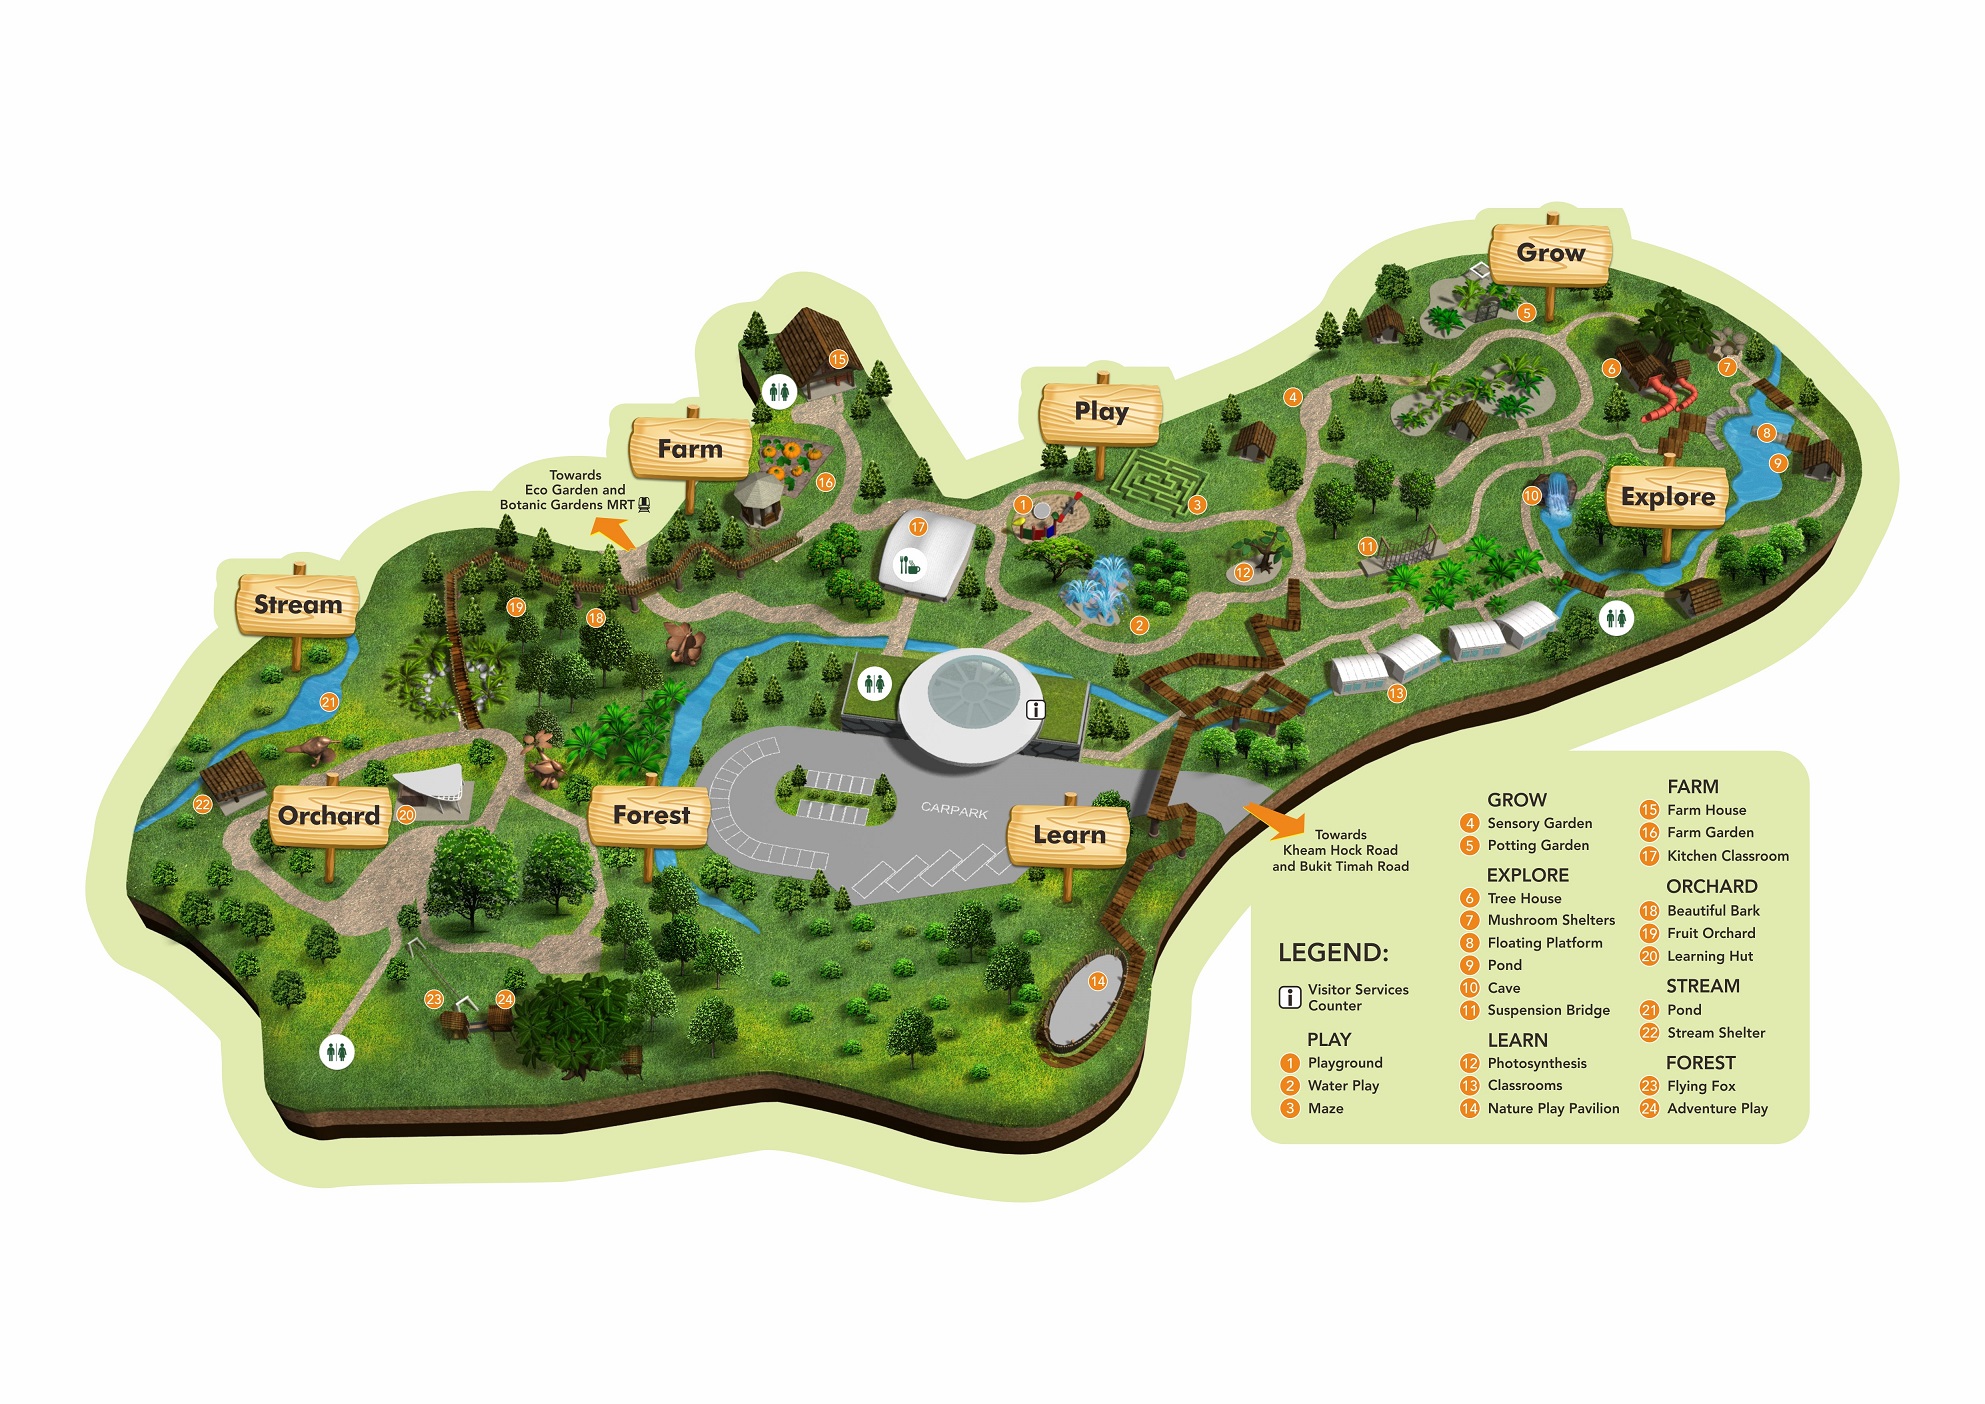 Grow
5
4
6
7
15
Play
Farm
8
9
16
10
Explore
Towards
Eco Garden and
Botanic Gardens MRT
1
3
17
11
12
Stream
19
18
2
21
13
i
22
Orchard
20
Forest
CARPARK
Learn
Towards
Kheam Hock Road
and Bukit Timah Road
14
23
24
LEGEND:
i Visitor Services
Counter
PLAY
1 Playground
2 Water Play
3 Maze
GROW
4 Sensory Garden
5 Potting Garden
EXPLORE
6 Tree House
7 Mushroom Shelters
8 Floating Platform
9 Pond
10 Cave
11 Suspension Bridge
LEARN
12 Photosynthesis
13 Classrooms
14 Nature Play Pavilion
FARM
15 Farm House
16 Farm Garden
17 Kitchen Classroom
ORCHARD
18 Beautiful Bark
19 Fruit Orchard
20 Learning Hut
STREAM
21 Pond
22 Stream Shelter
FOREST
23 Flying Fox
24 Adventure Play